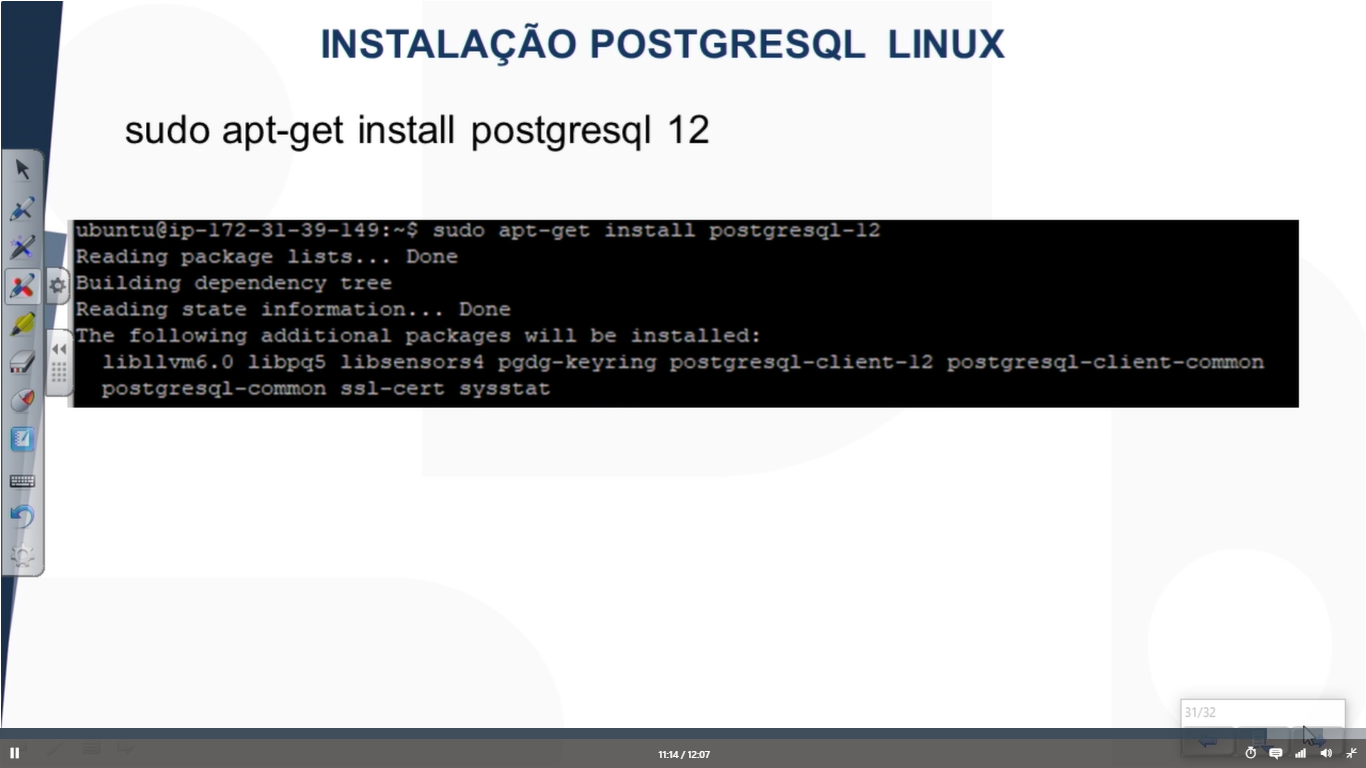 INSTALAÇÃO POSTGRESQL LINUX
sudo apt-get install postgresql 12
ubuntu@ip-172-31-39-149:~$ sudo apt-get install postgresql-12
Reading package lists... Done
Building dependency tree
Reading state information... Done
The following additional packages will be installed:
libllvm6.0 libpq5 libsensors4 pgdg-keyring postgresql-client-12 postgresql-client-common
postgresql-common ssl-cert sysstat
31/32
11:14 / 12:07